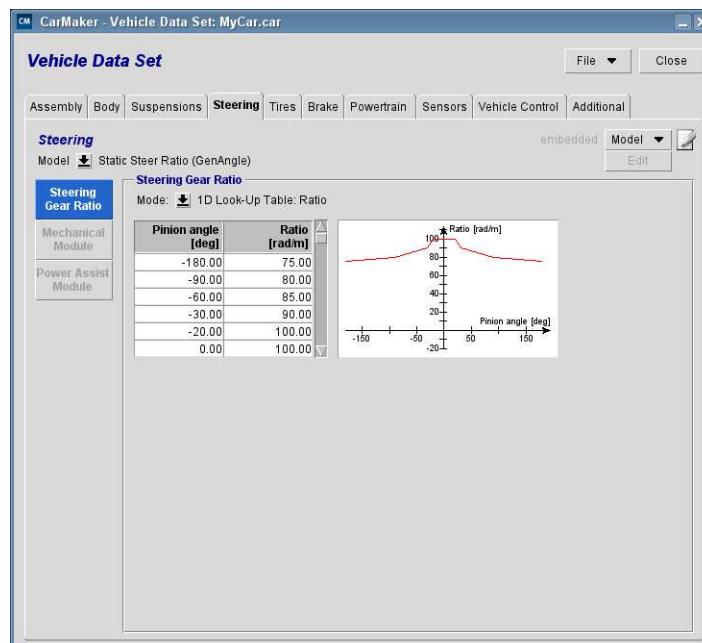 CM CarMaker - Vehicle Data Set: MyCar.car
Vehicle Data Set
File
Close
Assembly Body Suspensions Steering Tires Brake Powertrain Sensors Vehicle Control Additional
Steering
embedded
Model
Model Static Steer Ratio (GenAngle)
Edit
Steering
Gear Ratio
Mechanical
Module
Power Assist
Module
Steering Gear Ratio
Mode: 1D Look-Up Table: Ratio
Pinion angle Ratio
[deg] [rad/m]
-180.00 75.00
-90.00 80.00
-60.00 85.00
-30.00 90.00
-20.00 100.00
0.00 100.00
Ratio [rad/m]
100
80
60
40
20
Pinion angle [deg]
-150 -50 50 150
-20